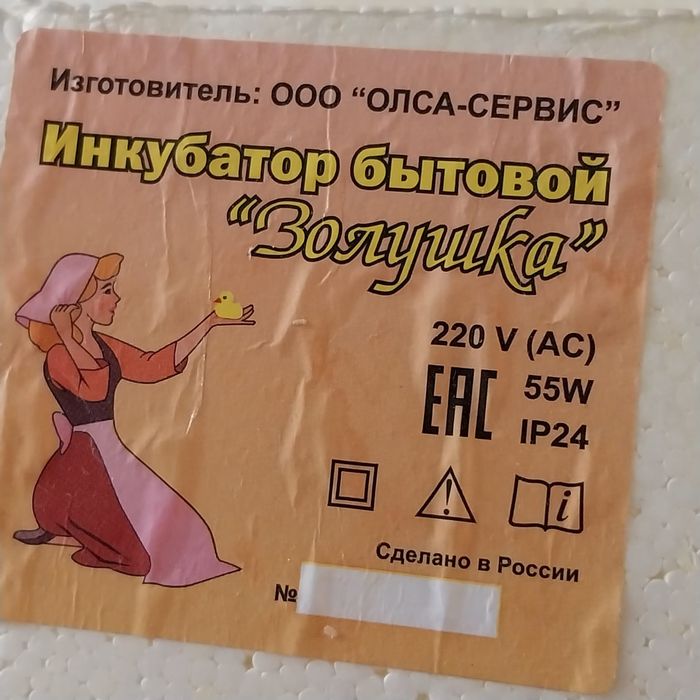 Изготовитель: ООО “ОЛСА-СЕРВИС”
Инкубатор бытовой
“Золушка”
220 V (AC)
EAC 55W
IP24
i
Сделано в России
№